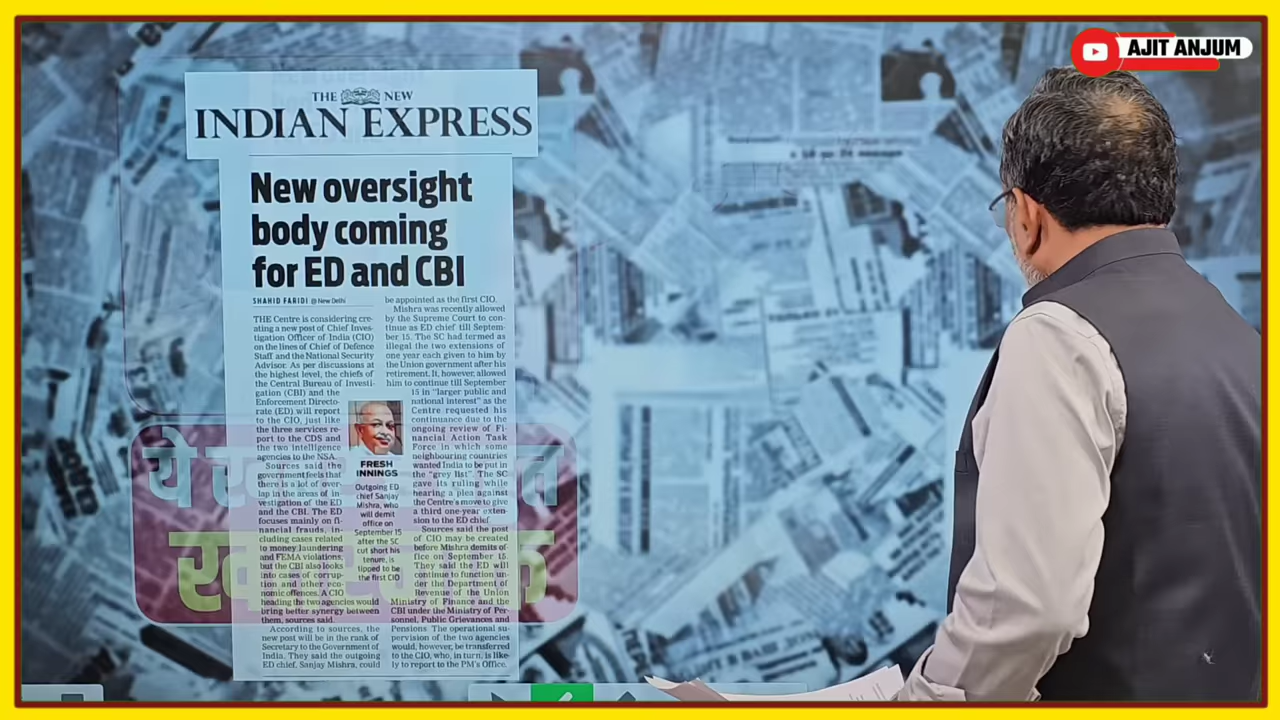 AJIT ANJUM
THE NEW
INDIAN EXPRESS
New oversight
body coming
for ED and CBI
SHAHID FARIDI @ New Delhi
THE Centre is considering cre-
ating a new post of Chief Inves-
tigation Officer of India (CIO)
on the lines of Chief of Defence
Staff and the National Security
Advisor. As per discussions at
the highest level, the chiefs of
the Central Bureau of Investi-
gation (CBI) and the
Enforcement Directo-
rate (ED) will report
to the CIO, just like
the three services re-
port to the CDS and
the two intelligence
agencies to the NSA.
Sources said the
government feels that
there is a lot of over-
lap in the areas of in-
vestigation of the ED
and the CBI. The ED
focuses mainly on fi-
nancial frauds, in-
cluding cases related
to money laundering
and FEMA violations,
but the CBI also looks
into cases of corrup-
tion and other eco-
nomic offences. A CIO
heading the two agencies would
bring better synergy between
them, sources said.
According to sources, the
new post will be in the rank of
Secretary to the Government of
India. They said the outgoing
ED chief, Sanjay Mishra, could
FRESH
INNINGS
Outgoing ED
chief Sanjay
Mishra, who
will demit
office on
September 15
after the SC
cut short his
tenure, is
tipped to be
the first CIO
be appointed as the first CIO.
Mishra was recently allowed
by the Supreme Court to con-
tinue as ED chief till Septem-
ber 15. The SC had termed as
illegal the two extensions of
one year each given to him by
the Union government after his
retirement. It, however, allowed
him to continue till September
15 in "larger public and
national interest" as the
Centre requested his
continuance due to the
ongoing review of Fi-
nancial Action Task
Force in which some
neighbouring countries
wanted India to be put in
the "grey list". The SC
gave its ruling while
hearing a plea against
the Centre's move to give
a third one-year exten-
sion to the ED chief.
Sources said the post
of CIO may be created
before Mishra demits of-
fice on September 15.
They said the ED will
continue to function un-
der the Department of
Revenue of the Union
Ministry of Finance and the
CBI under the Ministry of Per-
sonnel, Public Grievances and
Pensions. The operational su-
pervision of the two agencies
would, however, be transferred
to the CIO, who, in turn, is like-
ly to report to the PM's Office.
ये